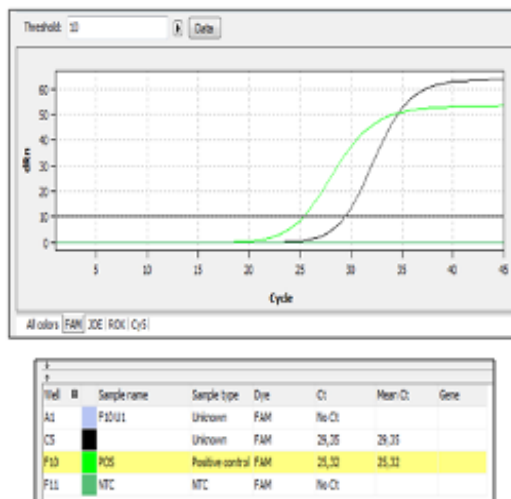 Threshold: 10 Data
60
50
40
30
20
10
0
dRn
5 10 15 20 25 30 35 40 45
Cycle
All colors FAM JOE ROX Cy5
Well Sample name Sample type Dye Ct Mean Ct Gene
A1 F10 U1 Unknown FAM No Ct
C5 Unknown FAM 29,35 29,35
F10 POS Positive control FAM 25,32 25,32
F11 NTC NTC FAM No Ct